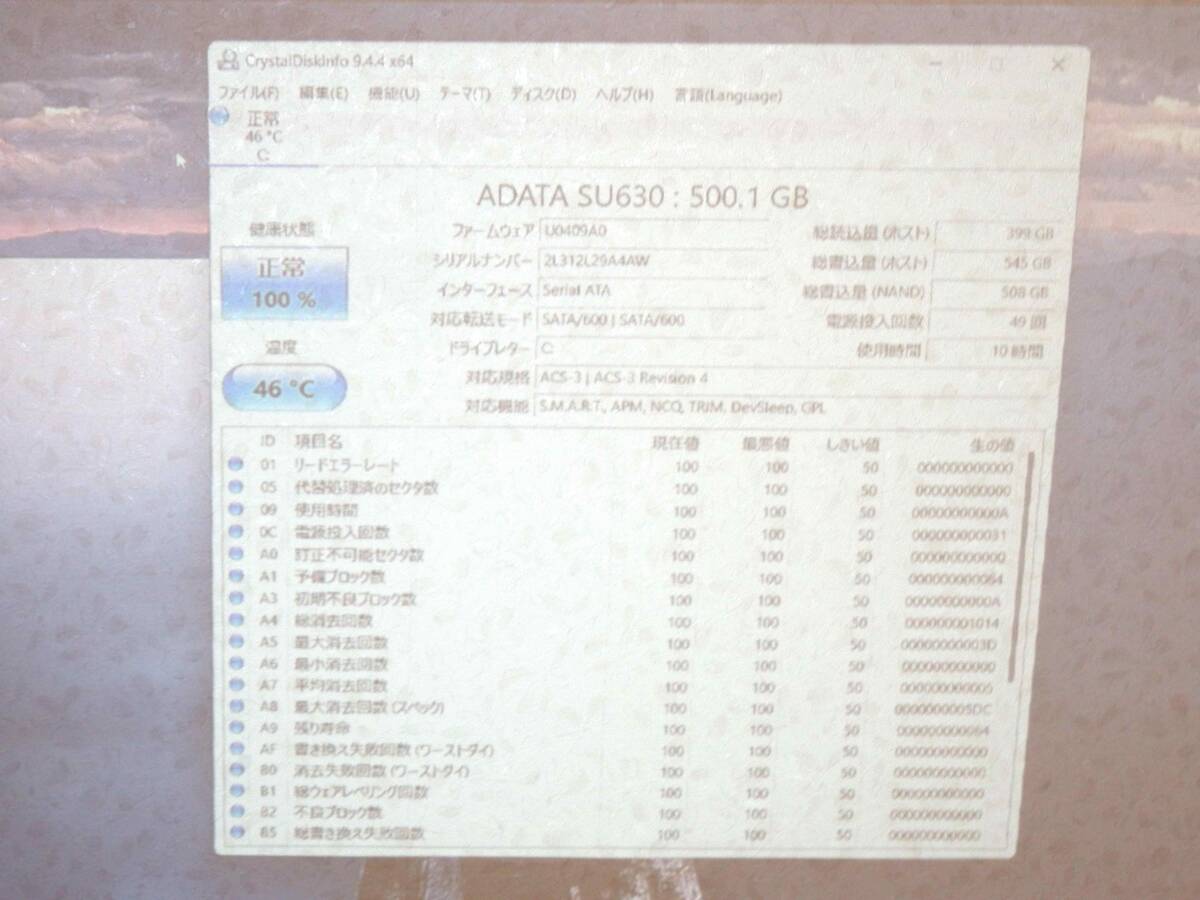 CrystalDiskInfo 9.4.4 x64
ファイル(F) 編集(E) 機能(U) テーマ(T) ディスク(D) ヘルプ(H) 言語(Language)
正常
46 °C
C:
ADATA SU630 : 500.1 GB
健康状態
正常
100 %
温度
46 °C
ファームウェア U0409A0
シリアルナンバー 2L312L29A4AW
インターフェース Serial ATA
対応転送モード SATA/600 | SATA/600
ドライブレター C:
対応規格 ACS-3 | ACS-3 Revision 4
対応機能 S.M.A.R.T., APM, NCQ, TRIM, DevSleep, GPL
総読込量 (ホスト) 399 GB
総書込量 (ホスト) 545 GB
総書込量 (NAND) 508 GB
電源投入回数 49 回
使用時間 10 時間
ID 項目名 現在値 最悪値 しきい値 生の値
01 リードエラーレート 100 100 50 000000000000
05 代替処理済のセクタ数 100 100 50 000000000000
09 使用時間 100 100 50 00000000000A
0C 電源投入回数 100 100 50 000000000031
A0 訂正不可能セクタ数 100 100 50 000000000000
A1 予備ブロック数 100 100 50 000000000064
A3 初期不良ブロック数 100 100 50 00000000000A
A4 総消去回数 100 100 50 000000001014
A5 最大消去回数 100 100 50 00000000003D
A6 最小消去回数 100 100 50 000000000000
A7 平均消去回数 100 100 50 000000000005
A8 最大消去回数 (スペック) 100 100 50 0000000005DC
A9 残り寿命 100 100 50 000000000064
AF 書き換え失敗回数 (ワーストダイ) 100 100 50 000000000000
B0 消去失敗回数 (ワーストダイ) 100 100 50 000000000000
B1 総ウェアレベリング回数 100 100 50 000000000000
B2 不良ブロック数 100 100 50 000000000000
B5 総書き換え失敗回数 100 100 50 000000000000